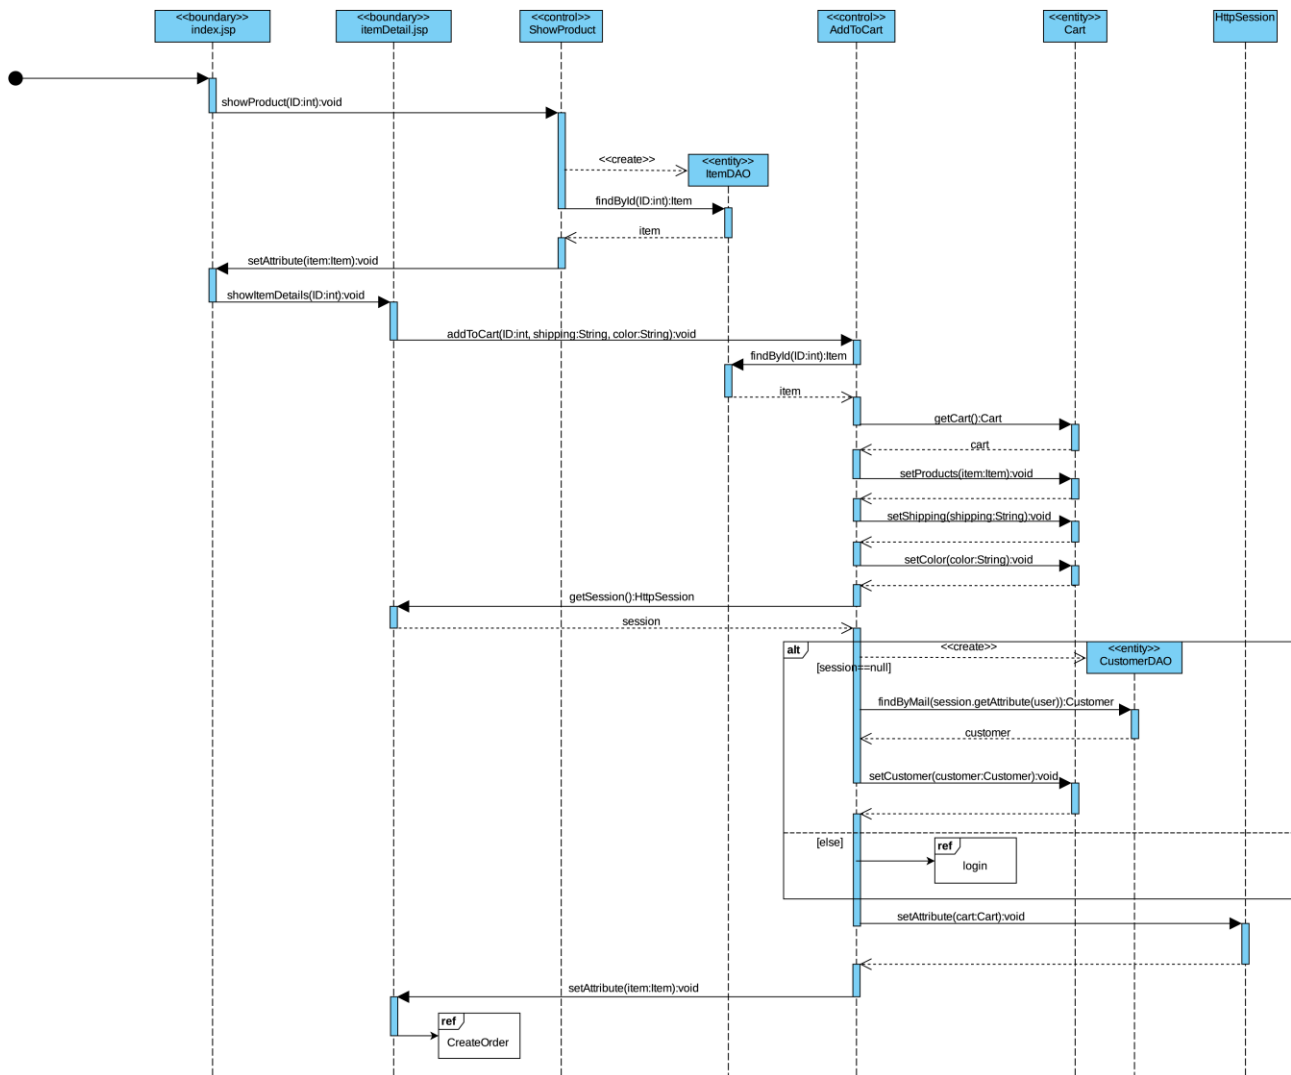 <<boundary>>
index.jsp
<<boundary>>
itemDetail.jsp
<<control>>
ShowProduct
<<control>>
AddToCart
<<entity>>
Cart
HttpSession
showProduct(ID:int):void
<<create>>
<<entity>>
ItemDAO
findById(ID:int):Item
item
setAttribute(item:Item):void
showItemDetails(ID:int):void
addToCart(ID:int, shipping:String, color:String):void
findById(ID:int):Item
item
getCart():Cart
cart
setProducts(item:Item):void
setShipping(shipping:String):void
setColor(color:String):void
getSession():HttpSession
session
alt
<<create>>
<<entity>>
CustomerDAO
[session==null]
findByMail(session.getAttribute(user)):Customer
customer
setCustomer(customer:Customer):void
[else]
ref
login
setAttribute(cart:Cart):void
setAttribute(item:Item):void
ref
CreateOrder